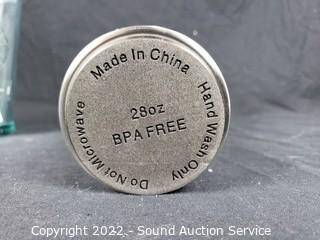 Made In China
28oz
BPA FREE
Hand Wash Only
Do Not Microwave
Copyright 2022 - Sound Auction Service